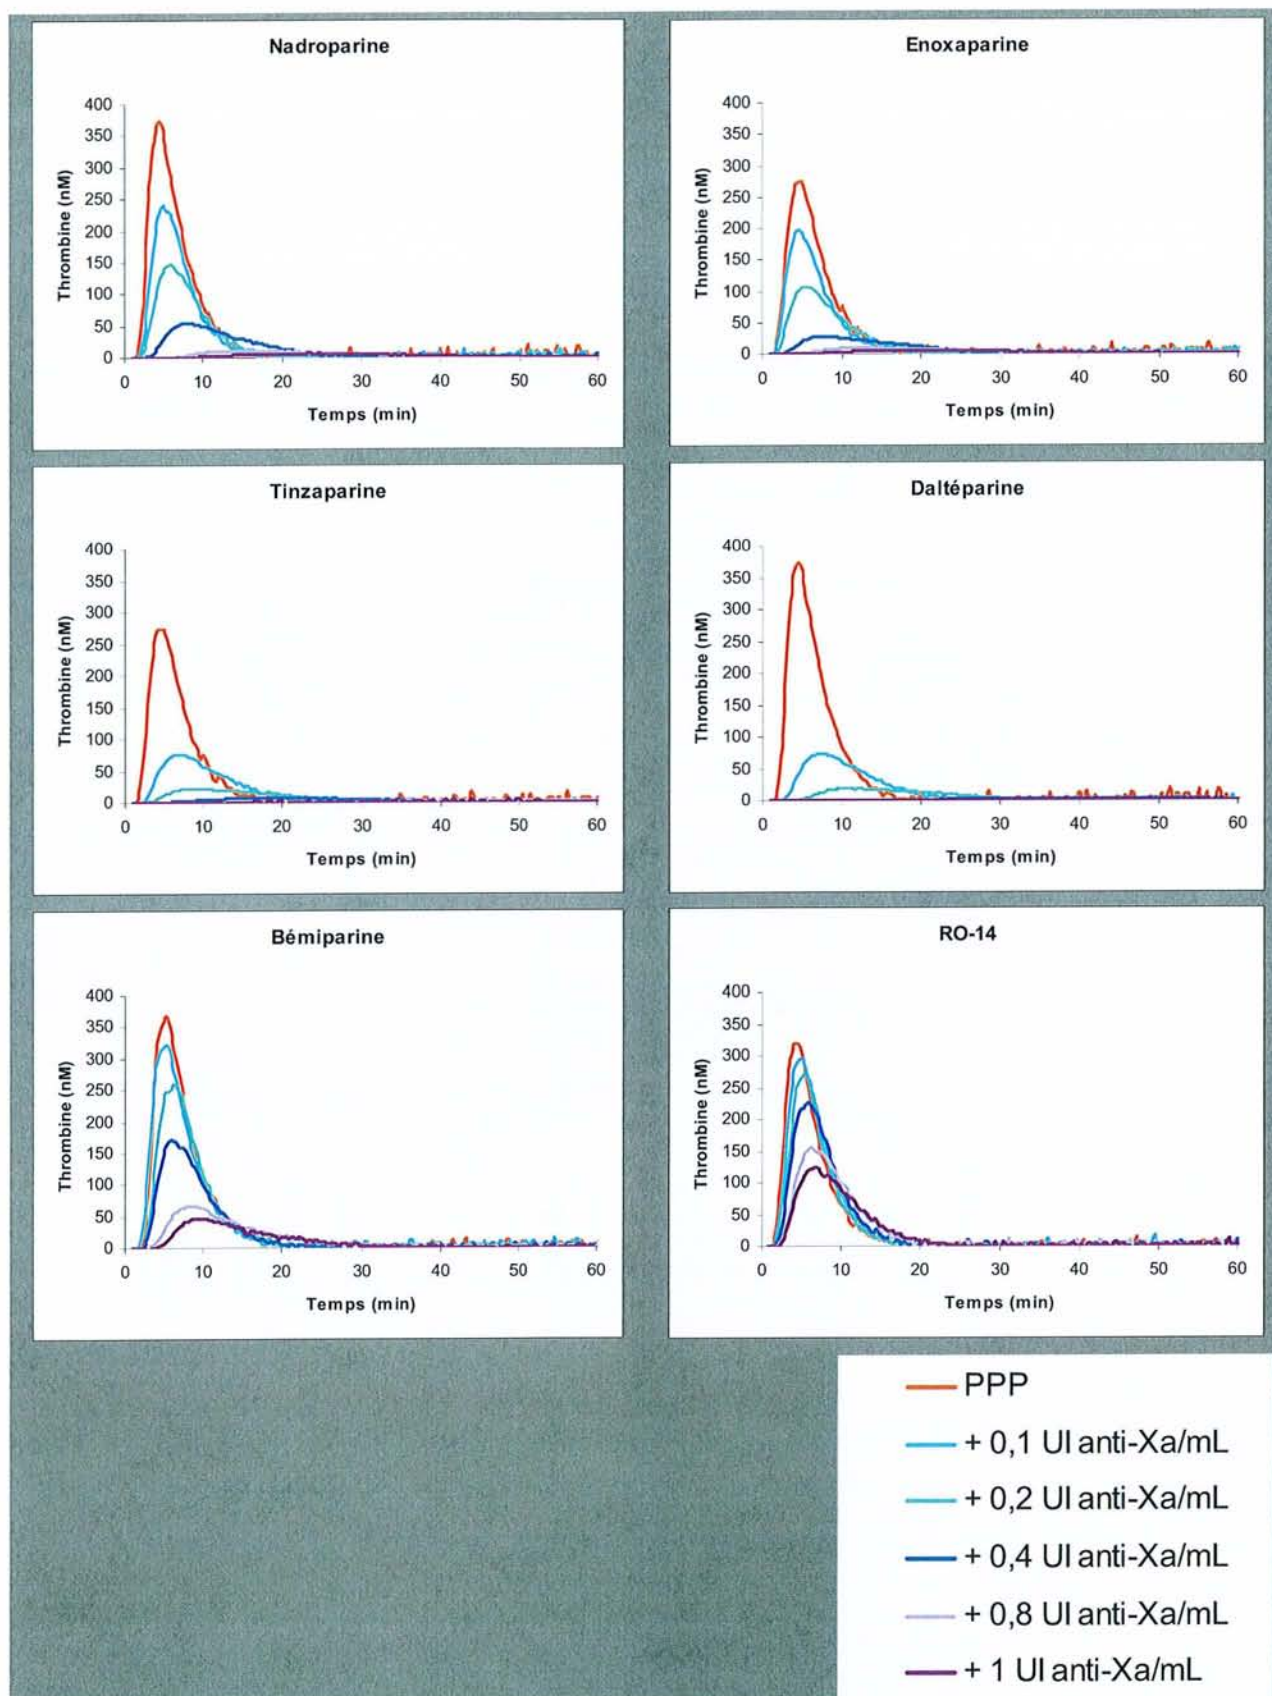 Nadroparine
Thrombine (nM)
400
350
300
250
200
150
100
50
0
0 10 20 30 40 50 60
Temps (min)
Enoxaparine
Thrombine (nM)
400
350
300
250
200
150
100
50
0
0 10 20 30 40 50 60
Temps (min)
Tinzaparine
Thrombine (nM)
400
350
300
250
200
150
100
50
0
0 10 20 30 40 50 60
Temps (min)
Daltéparine
Thrombine (nM)
400
350
300
250
200
150
100
50
0
0 10 20 30 40 50 60
Temps (min)
Bémiparine
Thrombine (nM)
400
350
300
250
200
150
100
50
0
0 10 20 30 40 50 60
Temps (min)
RO-14
Thrombine (nM)
400
350
300
250
200
150
100
50
0
0 10 20 30 40 50 60
Temps (min)
PPP
+ 0,1 UI anti-Xa/mL
+ 0,2 UI anti-Xa/mL
+ 0,4 UI anti-Xa/mL
+ 0,8 UI anti-Xa/mL
+ 1 UI anti-Xa/mL